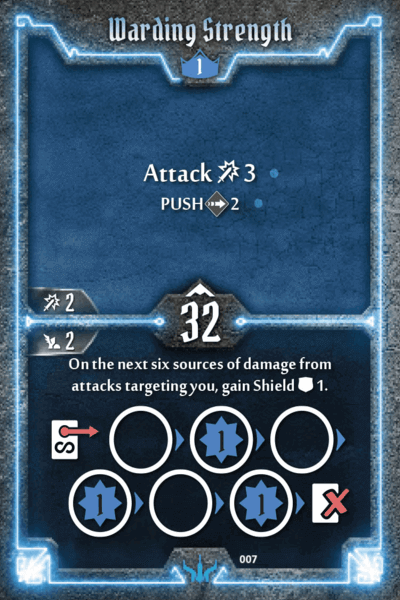 Warding Strength
1
Attack 3
PUSH 2
2
32
2
On the next six sources of damage from
attacks targeting you, gain Shield 1.
S
1
1
1
007